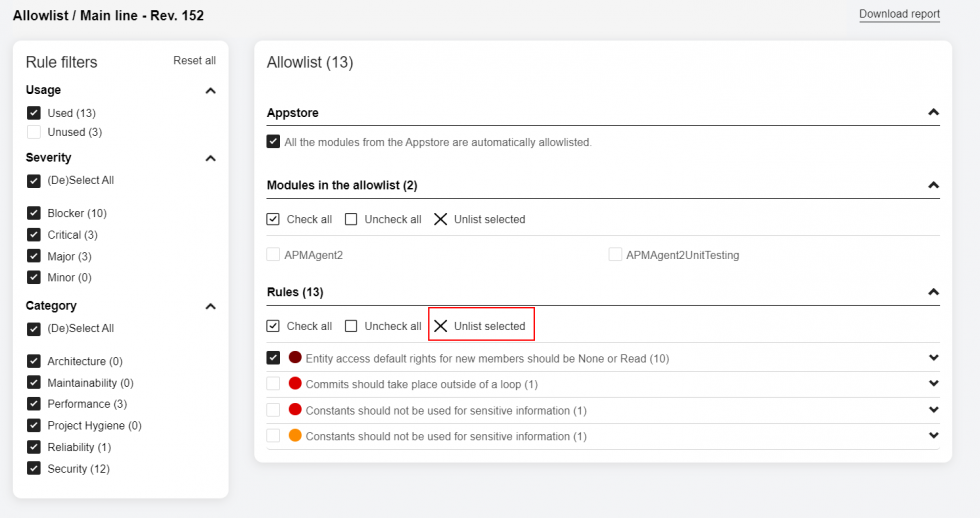 Allowlist / Main line - Rev. 152
Download report
Rule filters
Reset all
Usage
Used (13)
Unused (3)
Severity
(De)Select All
Blocker (10)
Critical (3)
Major (3)
Minor (0)
Category
(De)Select All
Architecture (0)
Maintainability (0)
Performance (3)
Project Hygiene (0)
Reliability (1)
Security (12)
Allowlist (13)
Appstore
All the modules from the Appstore are automatically allowlisted.
Modules in the allowlist (2)
Check all
Uncheck all
Unlist selected
APMAgent2
APMAgent2UnitTesting
Rules (13)
Check all
Uncheck all
Unlist selected
Entity access default rights for new members should be None or Read (10)
Commits should take place outside of a loop (1)
Constants should not be used for sensitive information (1)
Constants should not be used for sensitive information (1)